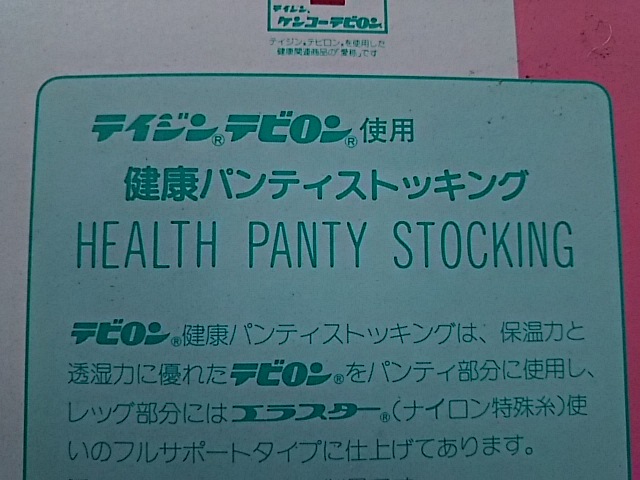 テイジン、
ケンコーテビロン®
テイジン®テビロン®を使用した
健康関連商品の「愛称」です
テイジン®テビロン®使用
健康パンティストッキング
HEALTH PANTY STOCKING
テビロン®健康パンティストッキングは、保温力と
透湿力に優れたテビロン®をパンティ部分に使用し、
レッグ部分にはエラスター®(ナイロン特殊糸)使
いのフルサポートタイプに仕上げてあります。